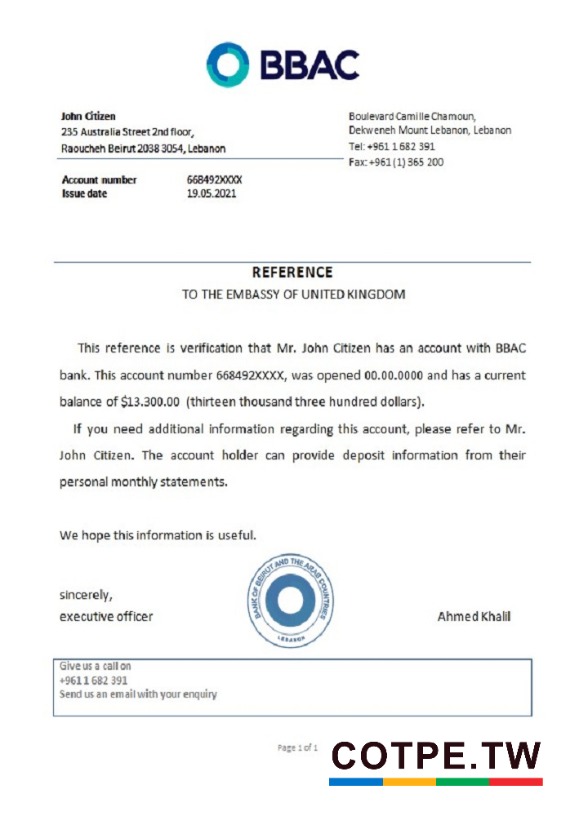 BBAC
John Citizen
235 Australia Street 2nd floor,
Raoucheh Beirut 2038 3054, Lebanon
Boulevard Camille Chamoun,
Dekweneh Mount Lebanon, Lebanon
Tel: +961 1 682 391
Fax: +961 (1) 365 200
Account number 668492XXXX
Issue date 19.05.2021
REFERENCE
TO THE EMBASSY OF UNITED KINGDOM
This reference is verification that Mr. John Citizen has an account with BBAC
bank. This account number 668492XXXX, was opened 00.00.0000 and has a current
balance of $13.300.00 (thirteen thousand three hundred dollars).
If you need additional information regarding this account, please refer to Mr.
John Citizen. The account holder can provide deposit information from their
personal monthly statements.
We hope this information is useful.
sincerely,
executive officer
BANK OF BEIRUT AND THE ARAB COUNTRIES
LEBANON
Ahmed Khalil
Give us a call on
+961 1 682 391
Send us an email with your enquiry
Page 1 of 1
COTPE.TW